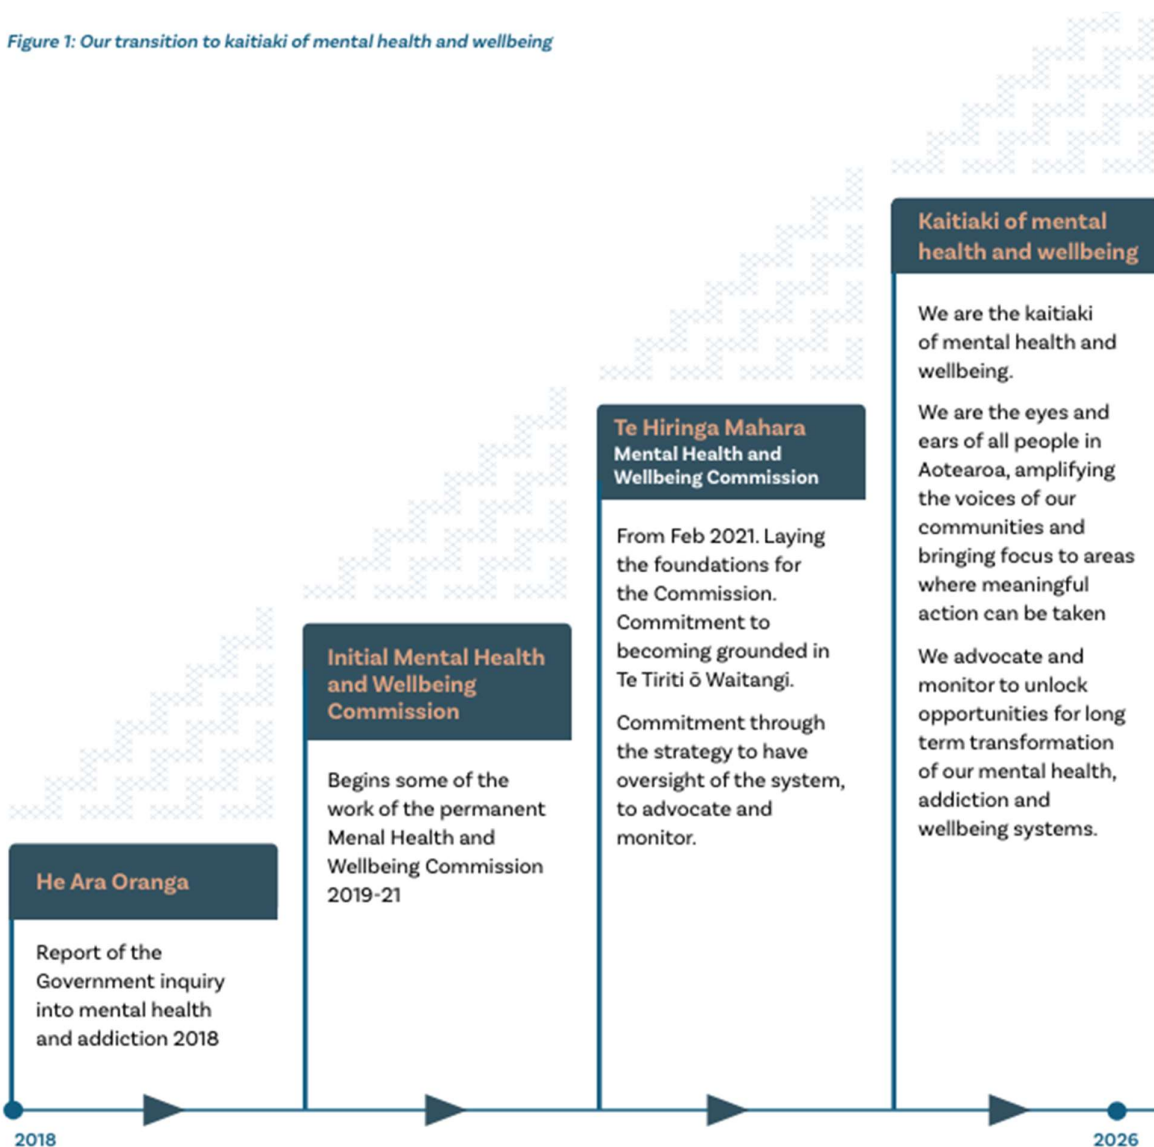 Figure 1: Our transition to kaitiaki of mental health and wellbeing
He Ara Oranga
Report of the
Government inquiry
into mental health
and addiction 2018
Initial Mental Health
and Wellbeing
Commission
Begins some of the
work of the permanent
Menal Health and
Wellbeing Commission
2019-21
Te Hiringa Mahara
Mental Health and
Wellbeing Commission
From Feb 2021. Laying
the foundations for
the Commission.
Commitment to
becoming grounded in
Te Tiriti ō Waitangi.
Commitment through
the strategy to have
oversight of the system,
to advocate and
monitor.
Kaitiaki of mental
health and wellbeing
We are the kaitiaki
of mental health and
wellbeing.
We are the eyes and
ears of all people in
Aotearoa, amplifying
the voices of our
communities and
bringing focus to areas
where meaningful
action can be taken
We advocate and
monitor to unlock
opportunities for long
term transformation
of our mental health,
addiction and
wellbeing systems.
2018
2026